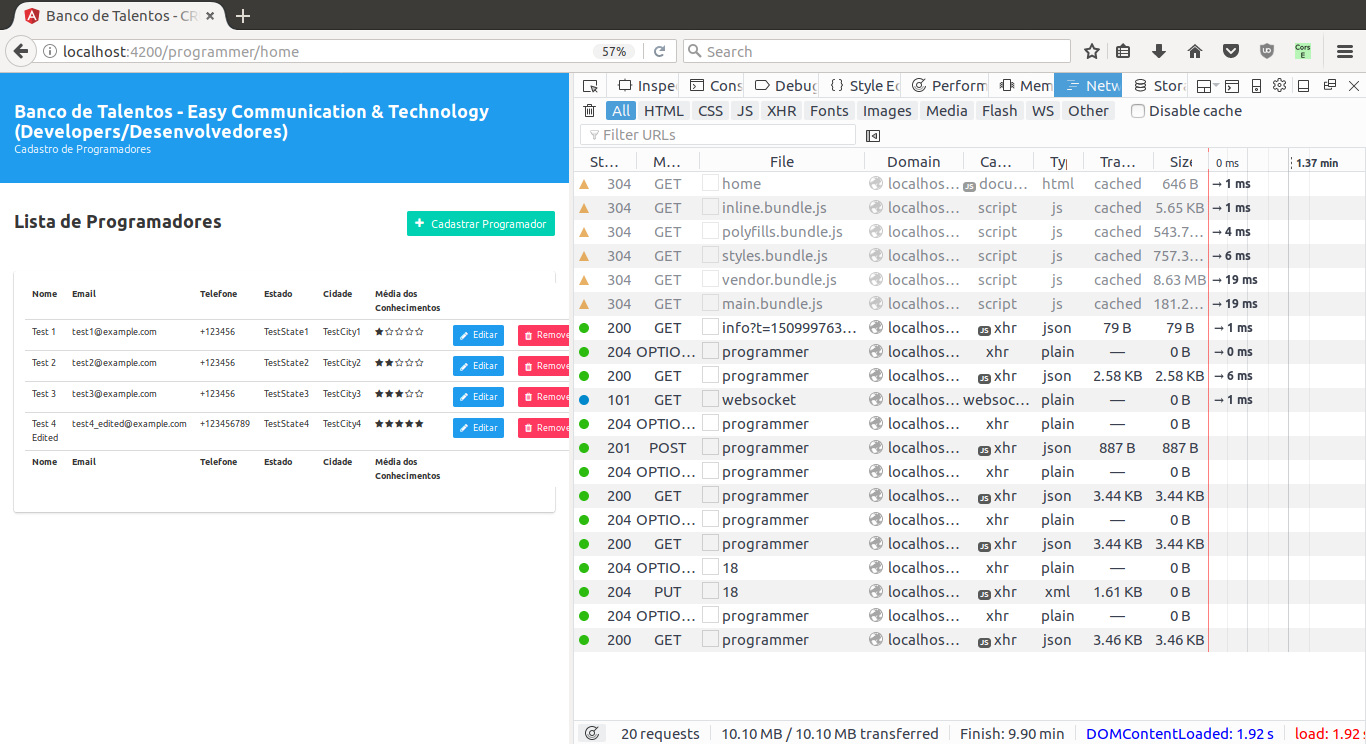 Banco de Talentos - CR
localhost:4200/programmer/home
57%
Search
Cors
E
Banco de Talentos - Easy Communication & Technology
(Developers/Desenvolvedores)
Cadastro de Programadores
Lista de Programadores
Cadastrar Programador
Nome Email Telefone Estado Cidade Média dos
Conhecimentos
Test 1 test1@example.com +123456 TestState1 TestCity1 Editar Remove
Test 2 test2@example.com +123456 TestState2 TestCity2 Editar Remove
Test 3 test3@example.com +123456 TestState3 TestCity3 Editar Remove
Test 4 test4_edited@example.com +123456789 TestState4 TestCity4 Editar Remove
Edited
Nome Email Telefone Estado Cidade Média dos
Conhecimentos
Inspe Cons Debug { } Style Ed Perform Mem Netw Stor
All HTML CSS JS XHR Fonts Images Media Flash WS Other Disable cache
Filter URLs
St... M... File Domain Ca... Typ Tra... Size 0 ms 1.37 min
304 GET home localhos... JS docu... html cached 646 B → 1 ms
304 GET inline.bundle.js localhos... script js cached 5.65 KB → 1 ms
304 GET polyfills.bundle.js localhos... script js cached 543.7... → 4 ms
304 GET styles.bundle.js localhos... script js cached 757.3... → 6 ms
304 GET vendor.bundle.js localhos... script js cached 8.63 MB → 19 ms
304 GET main.bundle.js localhos... script js cached 181.2... → 19 ms
200 GET info?t=150999763... localhos... JS xhr json 79 B 79 B → 1 ms
204 OPTIO... programmer localhos... xhr plain — 0 B → 0 ms
200 GET programmer localhos... JS xhr json 2.58 KB 2.58 KB → 6 ms
101 GET websocket localhos... websoc... plain — 0 B → 1 ms
204 OPTIO... programmer localhos... xhr plain — 0 B
201 POST programmer localhos... JS xhr json 887 B 887 B
204 OPTIO... programmer localhos... xhr plain — 0 B
200 GET programmer localhos... JS xhr json 3.44 KB 3.44 KB
204 OPTIO... programmer localhos... xhr plain — 0 B
200 GET programmer localhos... JS xhr json 3.44 KB 3.44 KB
204 OPTIO... 18 localhos... xhr plain — 0 B
204 PUT 18 localhos... JS xhr xml 1.61 KB 0 B
204 OPTIO... programmer localhos... xhr plain — 0 B
200 GET programmer localhos... JS xhr json 3.46 KB 3.46 KB
20 requests 10.10 MB / 10.10 MB transferred Finish: 9.90 min DOMContentLoaded: 1.92 s load: 1.92 s